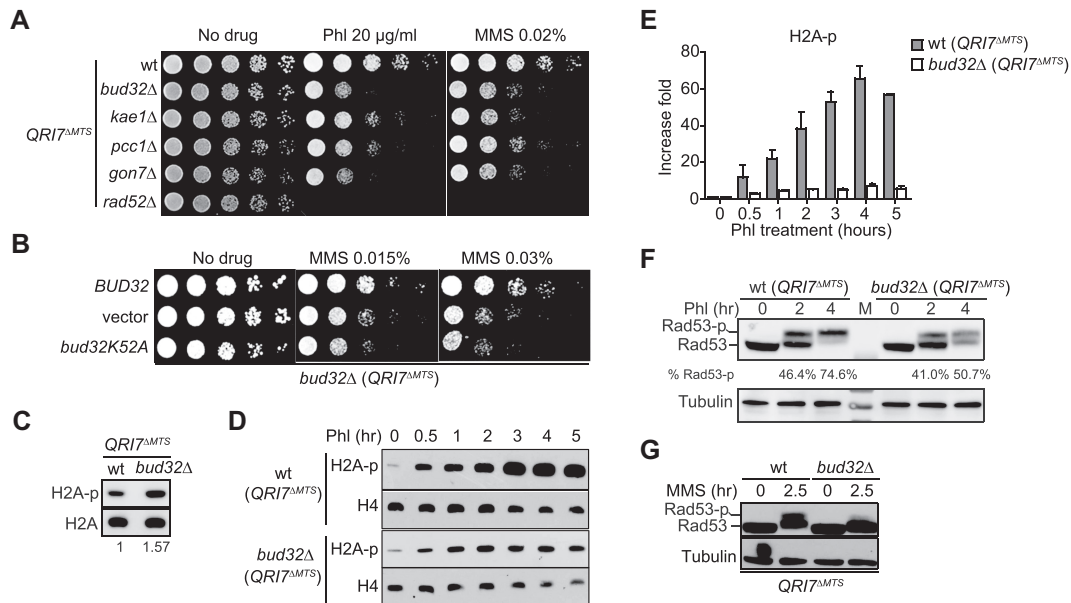 A
No drug Phl 20 µg/ml MMS 0.02%
QRI7ΔMTS
wt
bud32Δ
kae1Δ
pcc1Δ
gon7Δ
rad52Δ
B
No drug MMS 0.015% MMS 0.03%
BUD32
vector
bud32K52A
bud32Δ (QRI7ΔMTS)
C
QRI7ΔMTS
wt bud32Δ
H2A-p
H2A
1 1.57
D
Phl (hr) 0 0.5 1 2 3 4 5
wt
(QRI7ΔMTS)
H2A-p
H4
bud32Δ
(QRI7ΔMTS)
H2A-p
H4
E
H2A-p
wt (QRI7ΔMTS)
bud32Δ (QRI7ΔMTS)
Increase fold
80
60
40
20
0
0 0.5 1 2 3 4 5
Phl treatment (hours)
F
wt (QRI7ΔMTS) bud32Δ (QRI7ΔMTS)
Phl (hr) 0 2 4 M 0 2 4
Rad53-p
Rad53
% Rad53-p 46.4% 74.6% 41.0% 50.7%
Tubulin
G
wt bud32Δ
MMS (hr) 0 2.5 0 2.5
Rad53-p
Rad53
Tubulin
QRI7ΔMTS